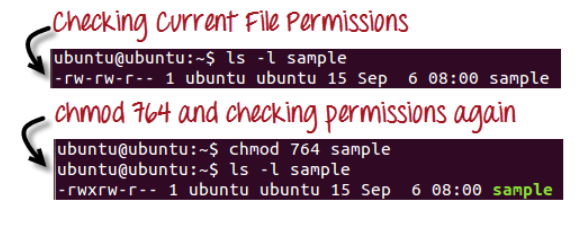 Checking Current File Permissions
ubuntu@ubuntu:~$ ls -l sample
-rw-rw-r-- 1 ubuntu ubuntu 15 Sep  6 08:00 sample
chmod 764 and checking permissions again
ubuntu@ubuntu:~$ chmod 764 sample
ubuntu@ubuntu:~$ ls -l sample
-rwxrw-r-- 1 ubuntu ubuntu 15 Sep  6 08:00 sample